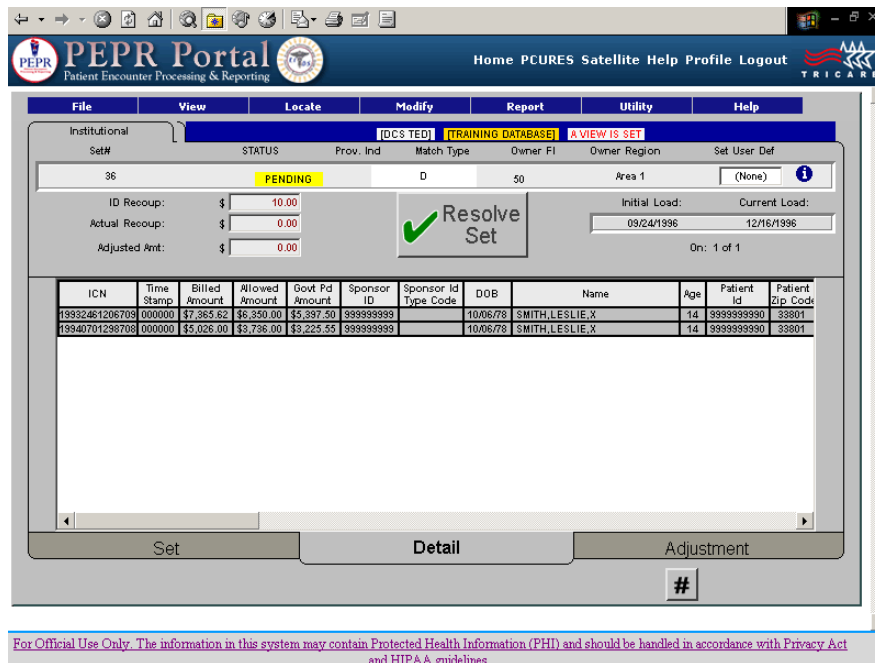 PEPR
PEPR Portal
Patient Encounter Processing & Reporting
Home PCURES Satellite Help Profile Logout
TRICARE
File View Locate Modify Report Utility Help
Institutional
[DCS TED] [TRAINING DATABASE] A VIEW IS SET
Set# STATUS Prov. Ind Match Type Owner FI Owner Region Set User Def
36 PENDING D 50 Area 1 (None)
ID Recoup: $ 10.00
Actual Recoup: $ 0.00
Adjusted Amt: $ 0.00
Resolve
Set
Initial Load: Current Load:
09/24/1996 12/16/1996
On: 1 of 1
ICN Time Stamp Billed Amount Allowed Amount Govt Pd Amount Sponsor ID Sponsor Id Type Code DOB Name Age Patient Id Patient Zip Code
19932461206709 000000 $7,365.62 $6,350.00 $5,397.50 999999999 10/06/78 SMITH,LESLIE,X 14 9999999990 33801
19940701298708 000000 $5,026.00 $3,736.00 $3,225.55 999999999 10/06/78 SMITH,LESLIE,X 14 9999999990 33801
Set Detail Adjustment
#
For Official Use Only. The information in this system may contain Protected Health Information (PHI) and should be handled in accordance with Privacy Act
and HIPAA guidelines